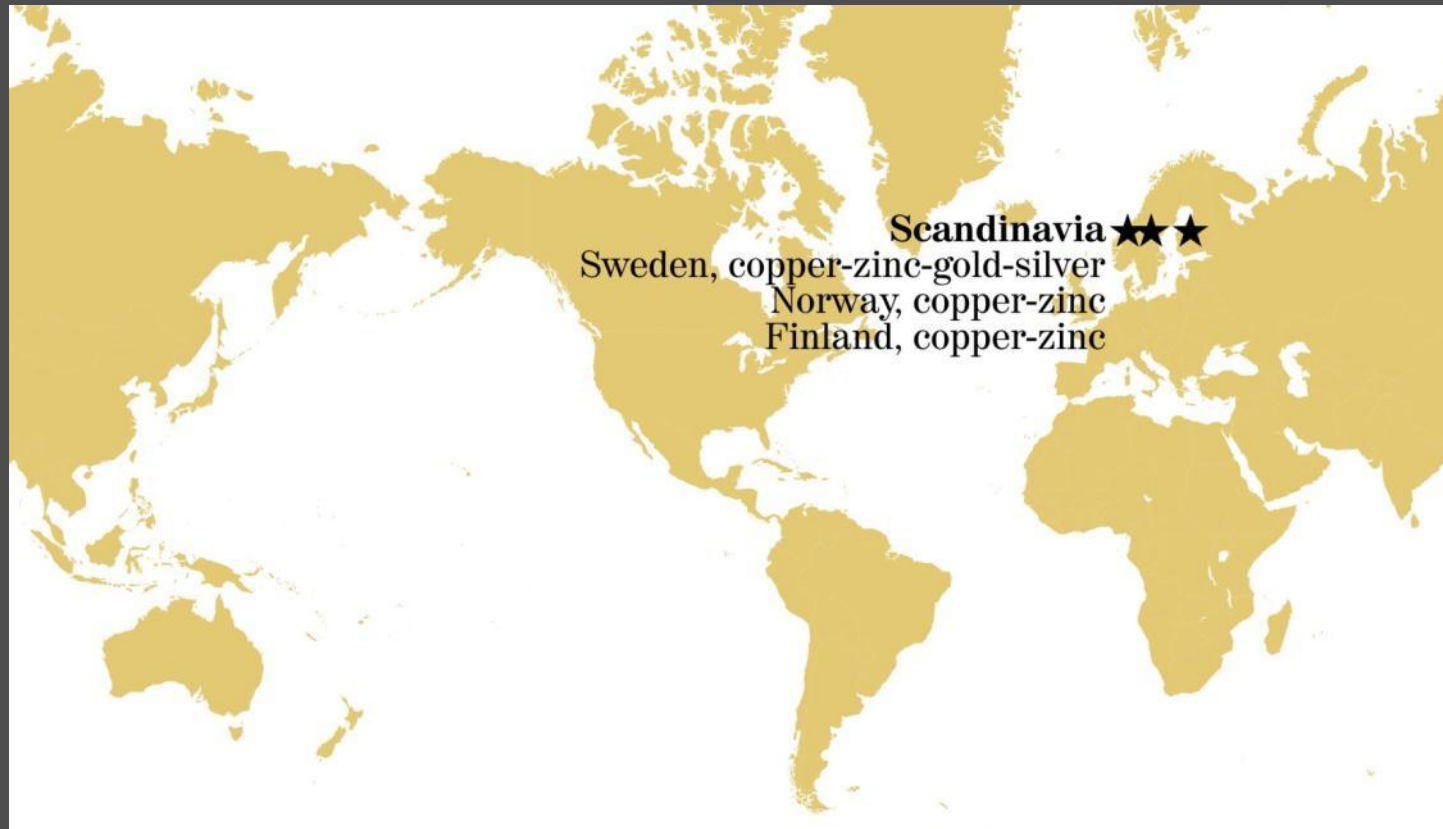 Scandinavia
Sweden, copper-zinc-gold-silver
Norway, copper-zinc
Finland, copper-zinc